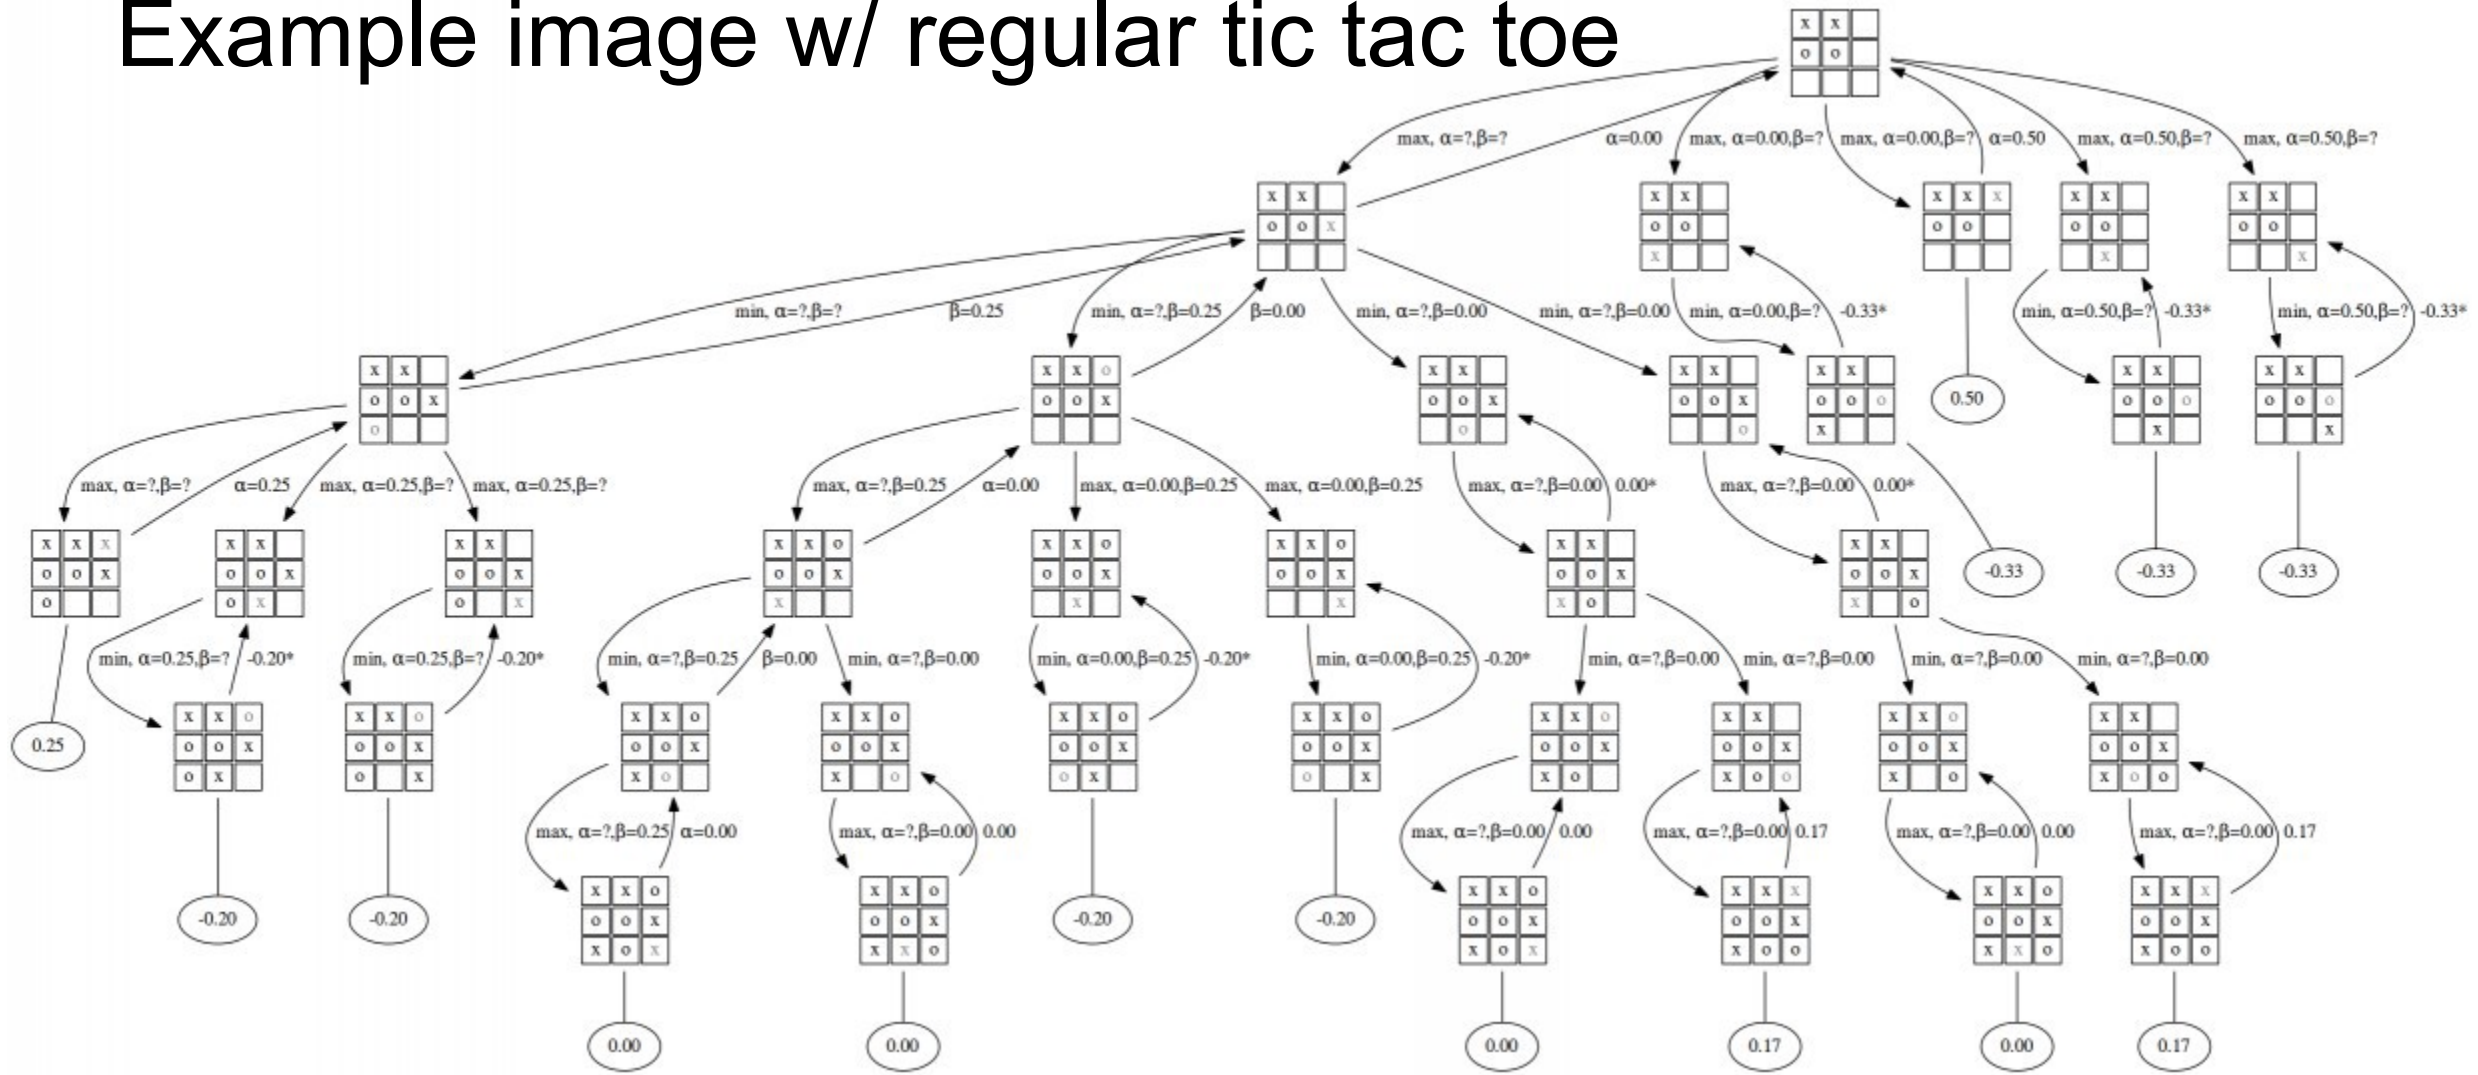 Example image w/ regular tic tac toe
x x
o o
max, α=?,β=? α=0.00 max, α=0.00,β=? max, α=0.00,β=? α=0.50 max, α=0.50,β=? max, α=0.50,β=?
x x x x x x x x x x x
o o x o o o o o o o o
x x x
min, α=?,β=? β=0.25 min, α=?,β=0.25 β=0.00 min, α=?,β=0.00 min, α=?,β=0.00 min, α=0.00,β=? -0.33* min, α=0.50,β=? -0.33* min, α=0.50,β=? -0.33*
x x x x o x x x x x x x x x x
o o x o o x o o x o o x o o o 0.50 o o o o o o
o o o x x x
max, α=?,β=? α=0.25 max, α=0.25,β=? max, α=0.25,β=? max, α=?,β=0.25 α=0.00 max, α=0.00,β=0.25 max, α=0.00,β=0.25 max, α=?,β=0.00 0.00* max, α=?,β=0.00 0.00*
x x x x x x x x x o x x o x x o x x x x
o o x o o x o o x o o x o o x o o x o o x o o x -0.33 -0.33 -0.33
o o x o x x x x x o x o
min, α=0.25,β=? -0.20* min, α=0.25,β=? -0.20* min, α=?,β=0.25 β=0.00 min, α=?,β=0.00 min, α=0.00,β=0.25 -0.20* min, α=0.00,β=0.25 -0.20* min, α=?,β=0.00 min, α=?,β=0.00 min, α=?,β=0.00 min, α=?,β=0.00
x x o x x o x x o x x o x x o x x o x x o x x x x o x x
0.25 o o x o o x o o x o o x o o x o o x o o x o o x o o x o o x
o x o x x o x o o x o x x o x o o x o x o o
max, α=?,β=0.25 α=0.00 max, α=?,β=0.00 0.00 max, α=?,β=0.00 0.00 max, α=?,β=0.00 0.17 max, α=?,β=0.00 0.00 max, α=?,β=0.00 0.17
x x o x x o x x o x x x x x o x x x
-0.20 -0.20 o o x o o x -0.20 -0.20 o o x o o x o o x o o x
x o x x x o x o x x o o x x o x o o
0.00 0.00 0.00 0.17 0.00 0.17